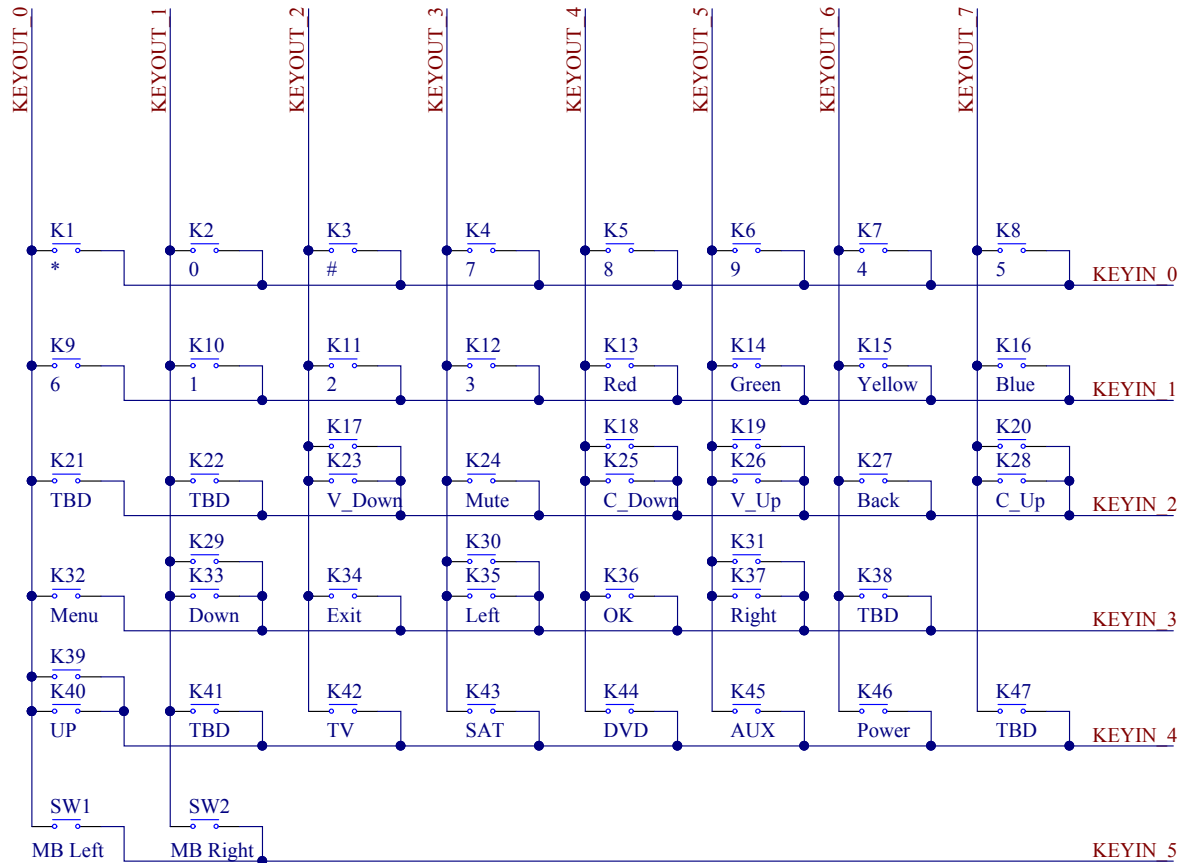 KEYOUT_0 KEYOUT_1 KEYOUT_2 KEYOUT_3 KEYOUT_4 KEYOUT_5 KEYOUT_6 KEYOUT_7
K1 K2 K3 K4 K5 K6 K7 K8
* 0 # 7 8 9 4 5
KEYIN_0
K9 K10 K11 K12 K13 K14 K15 K16
6 1 2 3 Red Green Yellow Blue
KEYIN_1
K17 K18 K19 K20
K21 K22 K23 K24 K25 K26 K27 K28
TBD TBD V_Down Mute C_Down V_Up Back C_Up
KEYIN_2
K29 K30 K31
K32 K33 K34 K35 K36 K37 K38
Menu Down Exit Left OK Right TBD
KEYIN_3
K39
K40 K41 K42 K43 K44 K45 K46 K47
UP TBD TV SAT DVD AUX Power TBD
KEYIN_4
SW1 SW2
MB Left MB Right
KEYIN_5